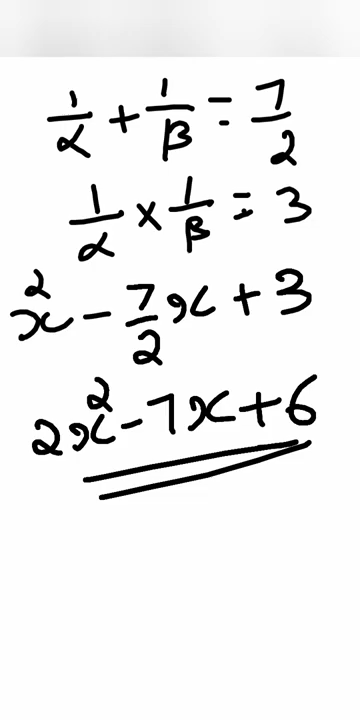 1/α + 1/β = 7/2
1/α × 1/β = 3
x² - 7/2 x + 3
2x² - 7x + 6